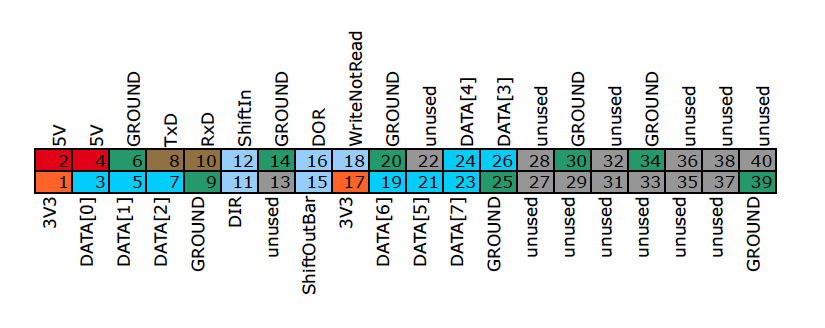 5V 5V GROUND TxD RxD ShiftIn GROUND DOR WriteNotRead GROUND unused DATA[4] DATA[3] unused GROUND unused GROUND unused unused unused
2 4 6 8 10 12 14 16 18 20 22 24 26 28 30 32 34 36 38 40
1 3 5 7 9 11 13 15 17 19 21 23 25 27 29 31 33 35 37 39
3V3 DATA[0] DATA[1] DATA[2] GROUND DIR unused ShiftOutBar 3V3 DATA[6] DATA[5] DATA[7] GROUND unused unused unused unused unused unused GROUND